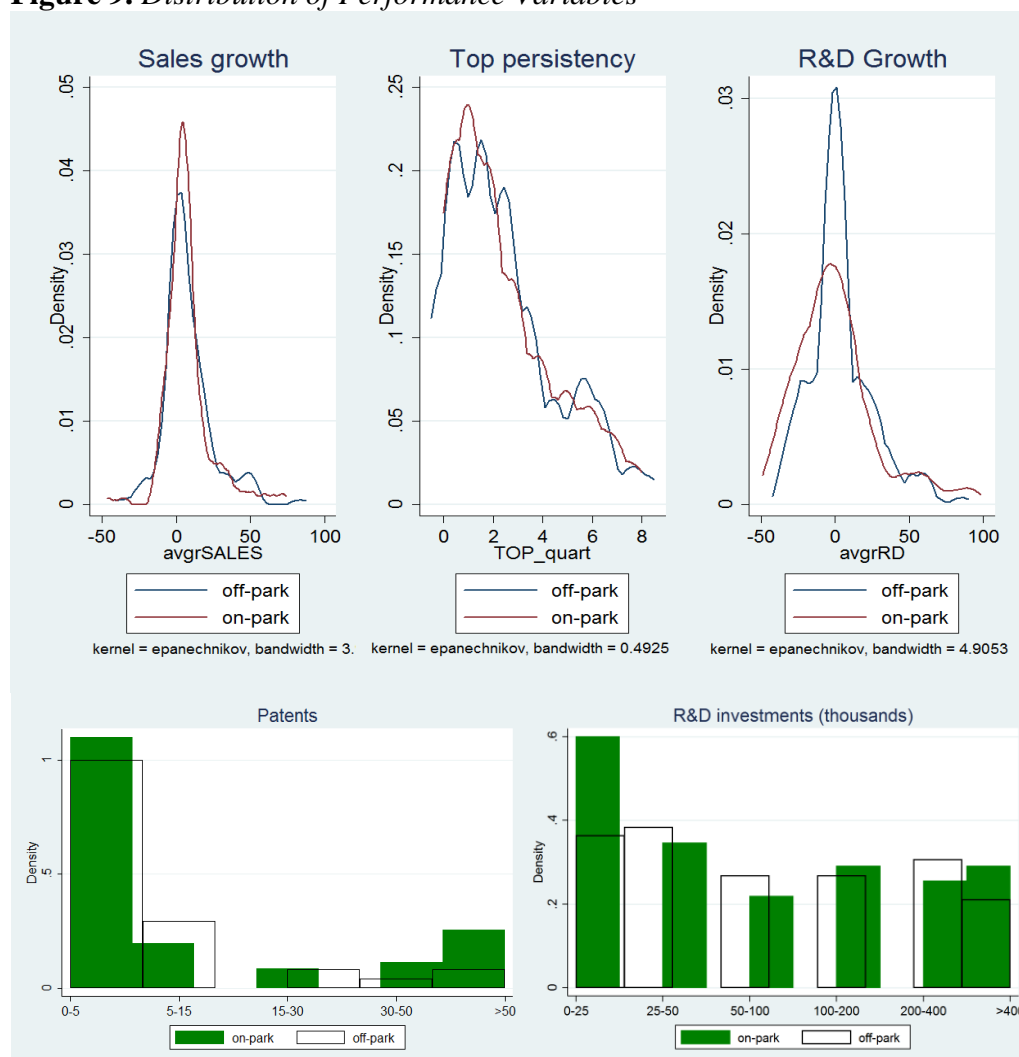 Figure 9. Distribution of Performance Variables
Sales growth
Density
0 .01 .02 .03 .04 .05
-50 0 50 100
avgrSALES
off-park
on-park
kernel = epanechnikov, bandwidth = 3.
Top persistency
Density
0 .05 .1 .15 .2 .25
0 2 4 6 8
TOP_quart
off-park
on-park
kernel = epanechnikov, bandwidth = 0.4925
R&D Growth
Density
0 .01 .02 .03
-50 0 50 100
avgrRD
off-park
on-park
kernel = epanechnikov, bandwidth = 4.9053
Patents
Density
0 .5 1
0-5 5-15 15-30 30-50 >50
on-park off-park
R&D investments (thousands)
Density
0 .2 .4 .6
0-25 25-50 50-100 100-200 200-400 >400
on-park off-park